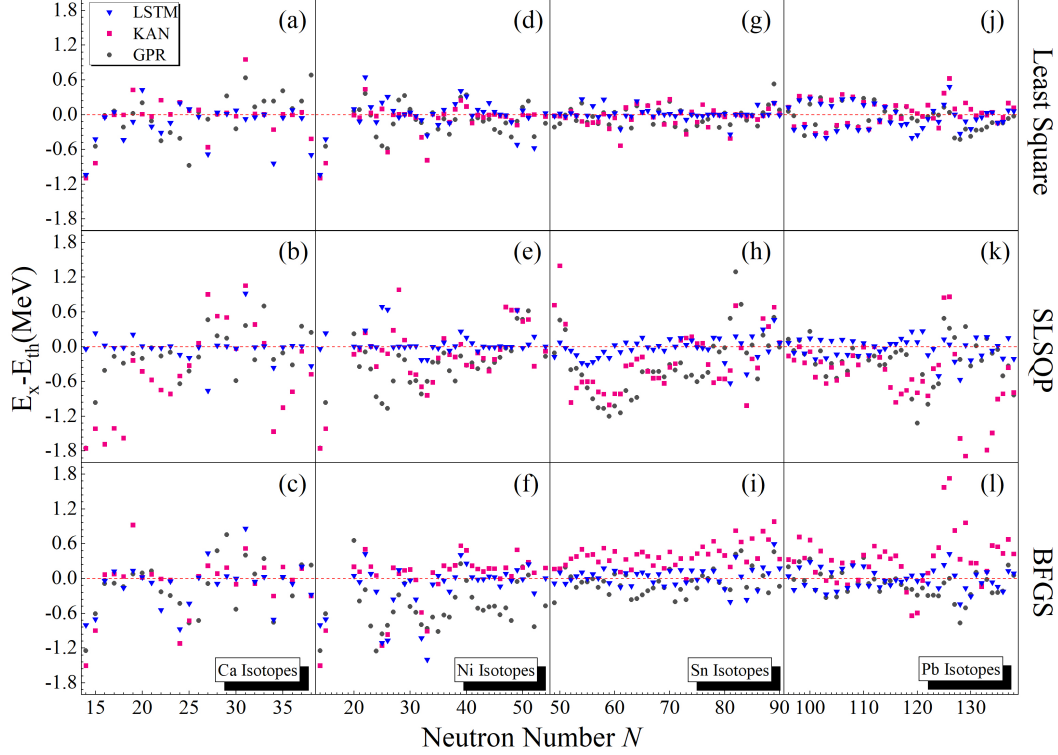 LSTM
KAN
GPR
(a)
(d)
(g)
(j)
1.8
1.2
0.6
0.0
-0.6
-1.2
-1.8
Least Square
(b)
(e)
(h)
(k)
1.8
1.2
0.6
0.0
-0.6
-1.2
-1.8
E_x-E_th(MeV)
SLSQP
(c)
(f)
(i)
(l)
1.8
1.2
0.6
0.0
-0.6
-1.2
-1.8
BFGS
Ca Isotopes
Ni Isotopes
Sn Isotopes
Pb Isotopes
15 20 25 30 35
20 30 40 50
50 60 70 80 90
100 110 120 130
Neutron Number N